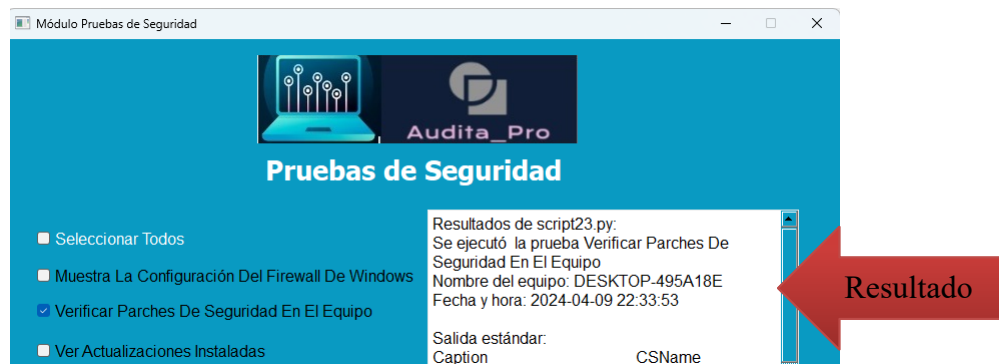 Módulo Pruebas de Seguridad
Audita_Pro
Pruebas de Seguridad
Seleccionar Todos
Muestra La Configuración Del Firewall De Windows
Verificar Parches De Seguridad En El Equipo
Ver Actualizaciones Instaladas
Resultados de script23.py:
Se ejecutó  la prueba Verificar Parches De
Seguridad En El Equipo
Nombre del equipo: DESKTOP-495A18E
Fecha y hora: 2024-04-09 22:33:53
Salida estándar:
Caption CSName
Resultado